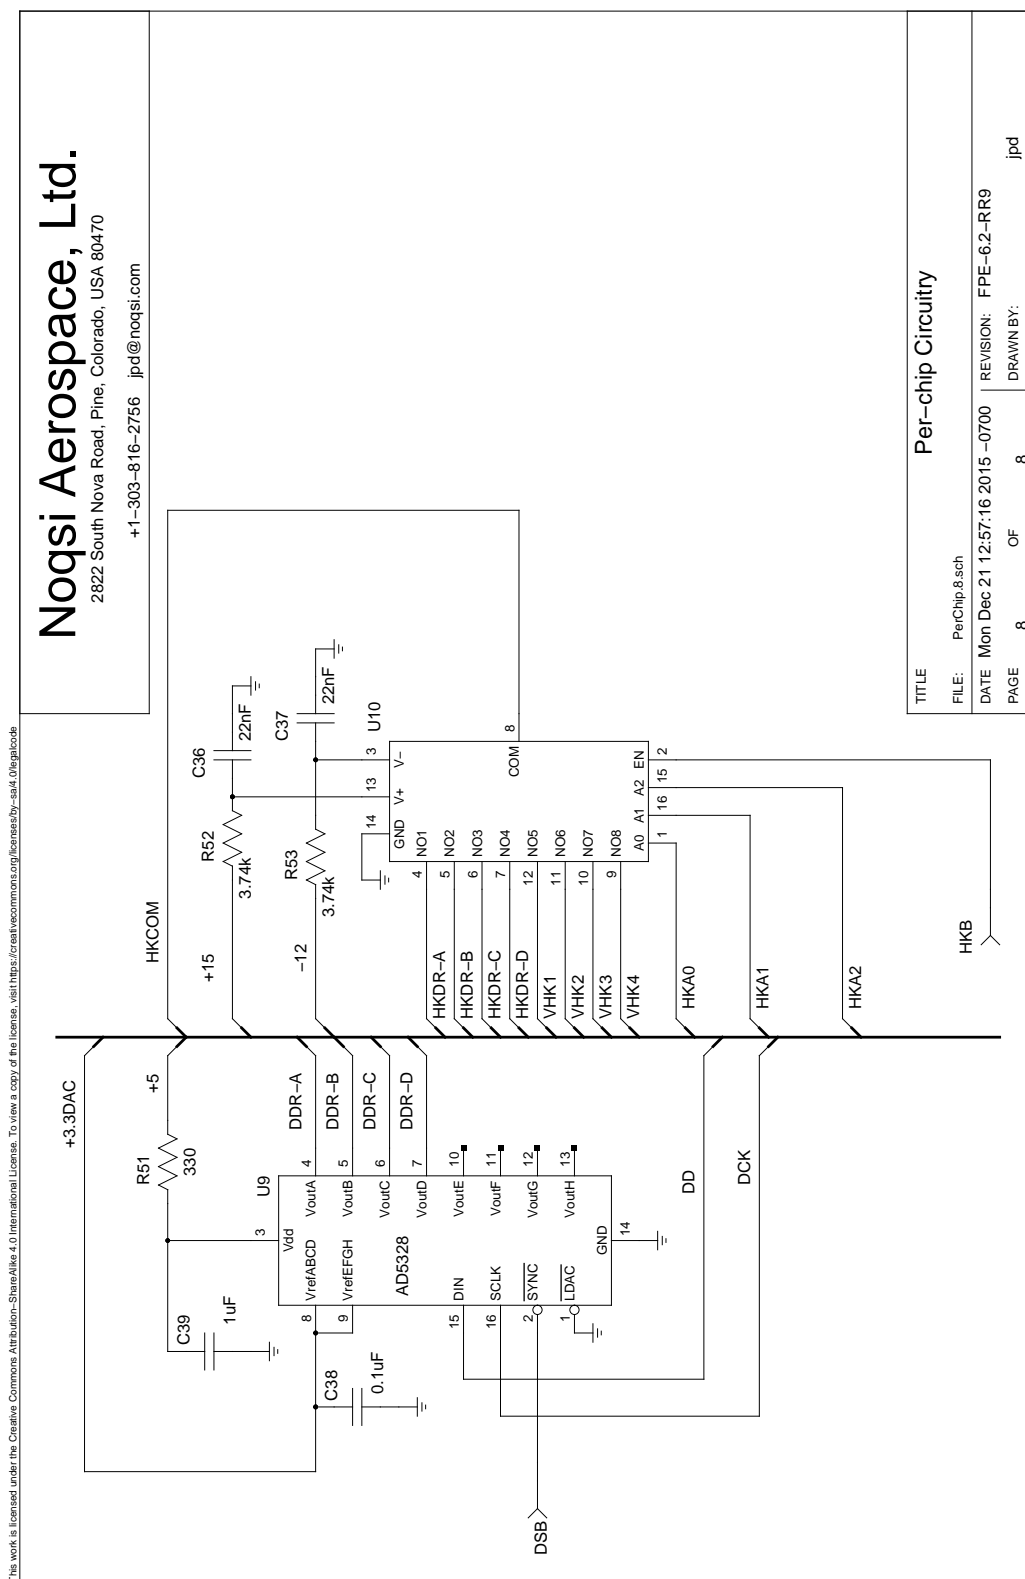 This work is licensed under the Creative Commons Attribution−ShareAlike 4.0 International License. To view a copy of the license, visit https://creativecommons.org/licenses/by−sa/4.0/legalcode
Noqsi Aerospace, Ltd.
2822 South Nova Road, Pine, Colorado, USA 80470
+1−303−816−2756 jpd@noqsi.com
+3.3DAC
+5
R51
330
C39
1uF
C38
0.1uF
U9
AD5328
3
Vdd
8
VrefABCD
9
VrefEFGH
15
DIN
16
SCLK
2
SYNC
1
LDAC
VoutA
4
VoutB
5
VoutC
6
VoutD
7
VoutE
10
VoutF
11
VoutG
12
VoutH
13
GND
14
DDR−A
DDR−B
DDR−C
DDR−D
DD
DCK
DSB
HKCOM
+15
R52
3.74k
C36
22nF
−12
R53
3.74k
C37
22nF
U10
14
GND
13
V+
3
V−
COM
8
4
NO1
5
NO2
6
NO3
7
NO4
12
NO5
11
NO6
10
NO7
9
NO8
A0
1
A1
16
A2
15
EN
2
HKDR−A
HKDR−B
HKDR−C
HKDR−D
VHK1
VHK2
VHK3
VHK4
HKA0
HKA1
HKA2
HKB
TITLE
Per−chip Circuitry
FILE: PerChip.8.sch
DATE Mon Dec 21 12:57:16 2015 −0700
REVISION: FPE−6.2−RR9
PAGE 8 OF 8
DRAWN BY: jpd